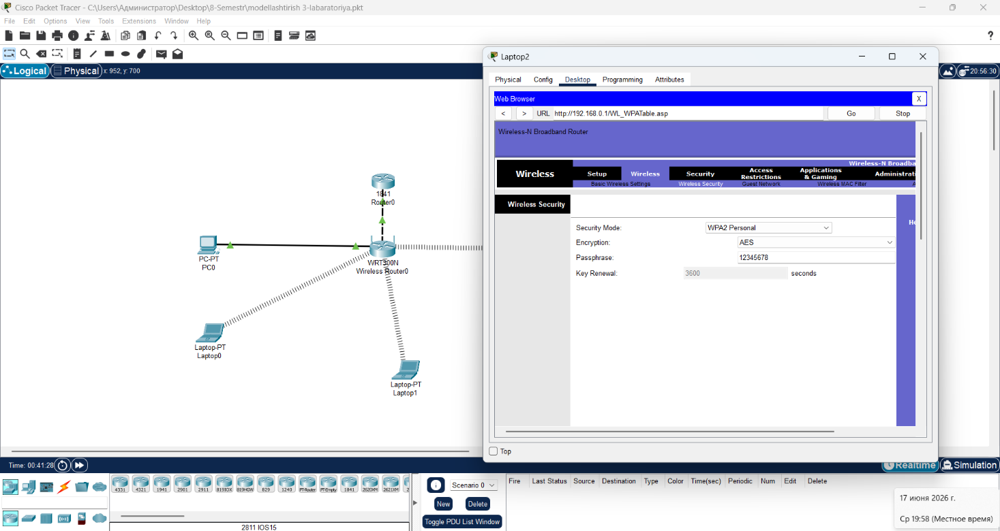 Cisco Packet Tracer - C:\Users\Администратор\Desktop\8-Semestr\modellashtirish 3-labaratoriya.pkt
File Edit Options View Tools Extensions Window Help
?
Logical Physical x: 952, y: 700
20:56:30
1841
Router0
PC-PT
PC0
WRT300N
Wireless Router0
Laptop-PT
Laptop0
Laptop-PT
Laptop1
Laptop2
Physical Config Desktop Programming Attributes
Web Browser X
< > URL http://192.168.0.1/WL_WPATable.asp Go Stop
Wireless-N Broadband Router
Wireless-N Broadba
Wireless Setup Wireless Security Access Restrictions Applications & Gaming Administrati
Basic Wireless Settings Wireless Security Guest Network Wireless MAC Filter A
Wireless Security
He
Security Mode: WPA2 Personal
Encryption: AES
Passphrase: 12345678
Key Renewal: 3600 seconds
Top
Time: 00:41:28 Realtime Simulation
4331 4321 1941 2901 2911 819IOX 819HGW 829 1240 PT-Router PT-Empty 1841 2620XM 2621XM 2
2811 IOS15
Scenario 0
New Delete
Toggle PDU List Window
Fire Last Status Source Destination Type Color Time(sec) Periodic Num Edit Delete
17 июня 2026 г.
Ср 19:58 (Местное время)